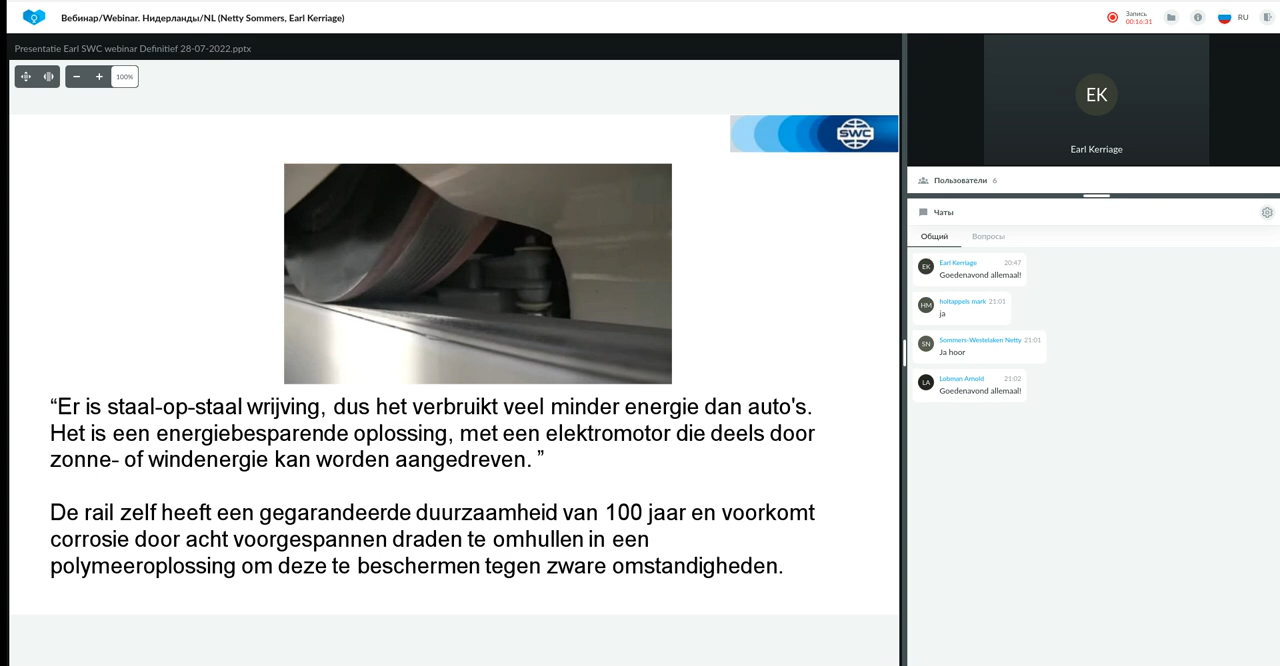 Вебинар/Webinar. Нидерланды/NL (Netty Sommers, Earl Kerriage)
Запись
00:16:31
RU
Presentatie Earl SWC webinar Definitief 28-07-2022.pptx
100%
SWC
“Er is staal-op-staal wrijving, dus het verbruikt veel minder energie dan auto's.
Het is een energiebesparende oplossing, met een elektromotor die deels door
zonne- of windenergie kan worden aangedreven. ”
De rail zelf heeft een gegarandeerde duurzaamheid van 100 jaar en voorkomt
corrosie door acht voorgespannen draden te omhullen in een
polymeeroplossing om deze te beschermen tegen zware omstandigheden.
EK
Earl Kerriage
Пользователи 6
Чаты
Общий Вопросы
EK Earl Kerriage 20:47
Goedenavond allemaal!
HM holtappels mark 21:01
ja
SN Sommers-Westelaken Netty 21:01
Ja hoor
LA Lobman Arnold 21:02
Goedenavond allemaal!